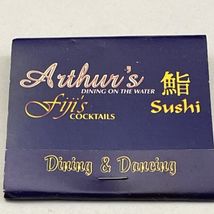 Arthur's
DINING ON THE WATER
Fiji's
COCKTAILS
鮨
Sushi
Dining & Dancing